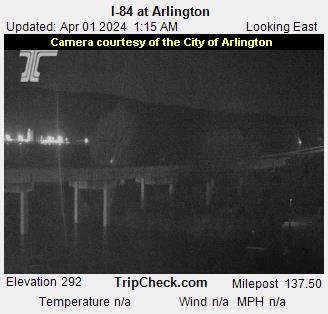 I-84 at Arlington
Updated: Apr 01 2024 1:15 AM Looking East
Camera courtesy of the City of Arlington
Elevation 292 TripCheck.com Milepost 137.50
Temperature n/a Wind n/a MPH n/a